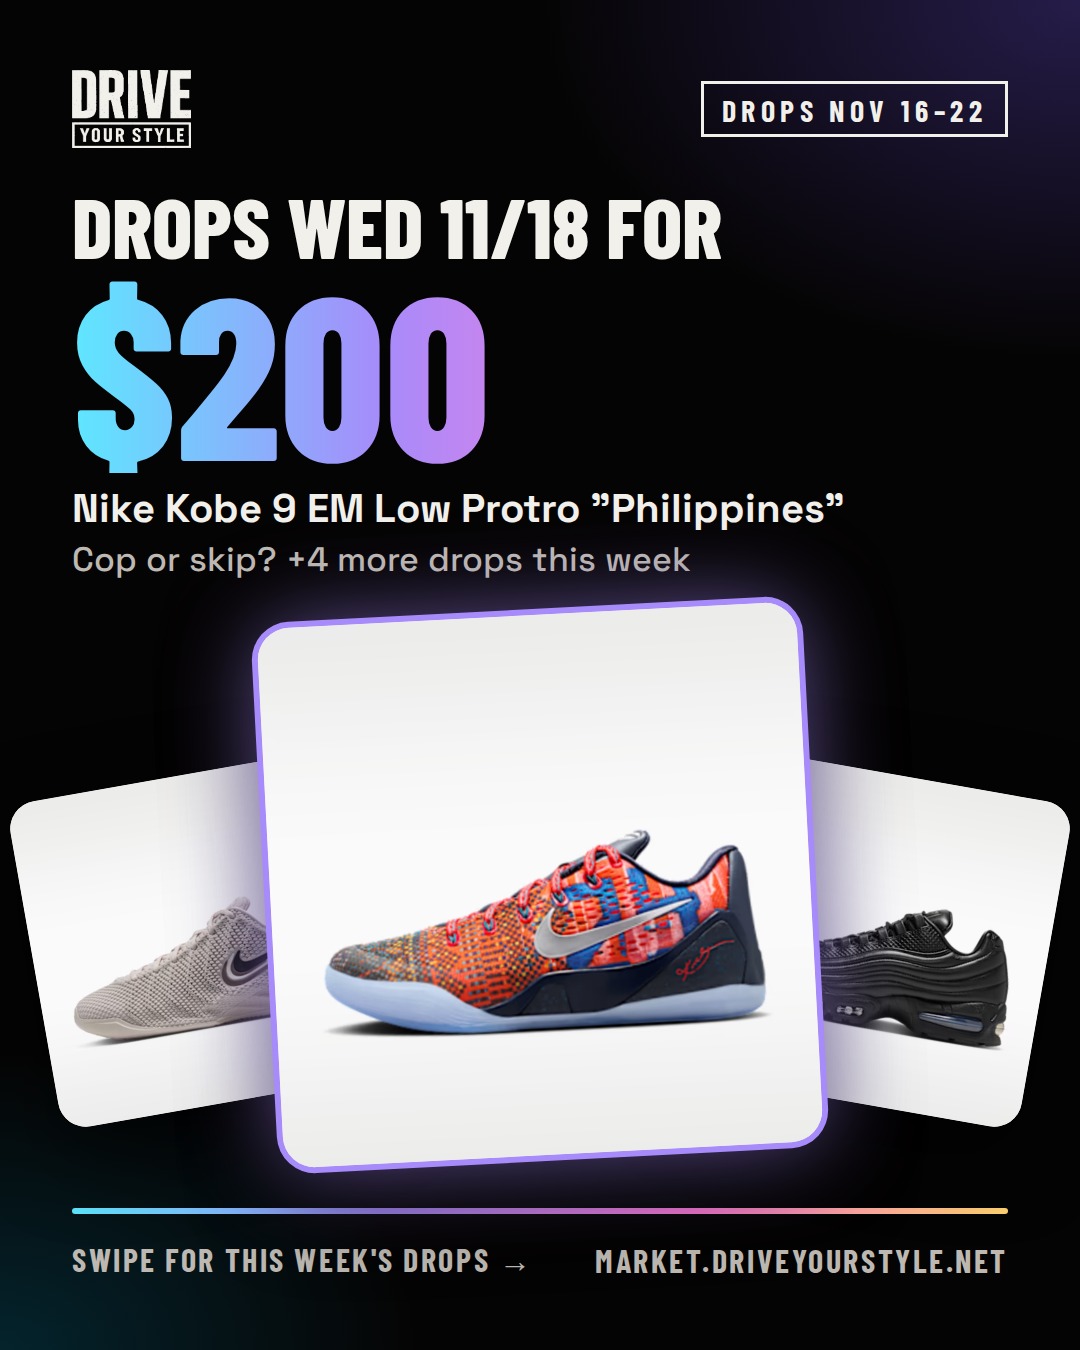 DRIVE
YOUR STYLE
DROPS NOV 16-22
DROPS WED 11/18 FOR
$200
Nike Kobe 9 EM Low Protro ”Philippines”
Cop or skip? +4 more drops this week
SWIPE FOR THIS WEEK'S DROPS →
MARKET.DRIVEYOURSTYLE.NET